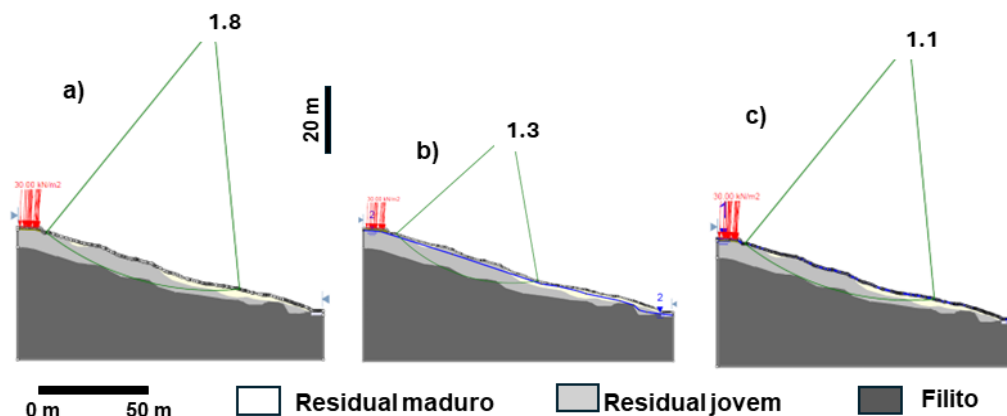 1.8
a)
20 m
30.00 kN/m2
1.3
b)
30.00 kN/m2
2
2
1.1
c)
30.00 kN/m2
1
0 m 50 m
Residual maduro
Residual jovem
Filito